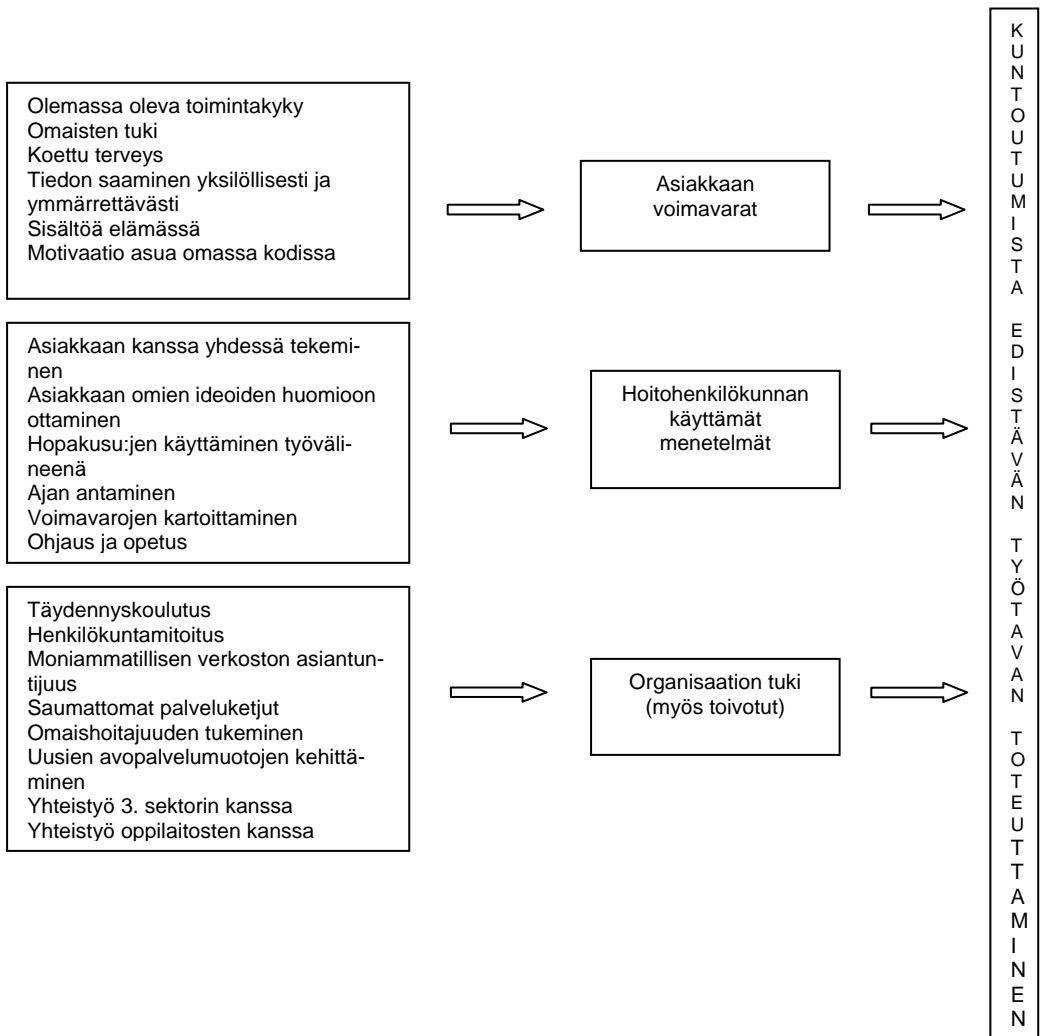 Olemassa oleva toimintakyky
Omaisten tuki
Koettu terveys
Tiedon saaminen yksilöllisesti ja
ymmärrettävästi
Sisältöä elämässä
Motivaatio asua omassa kodissa
Asiakkaan
voimavarat
Asiakkaan kanssa yhdessä tekemi-
nen
Asiakkaan omien ideoiden huomioon
ottaminen
Hopakusu:jen käyttäminen työväli-
neenä
Ajan antaminen
Voimavarojen kartoittaminen
Ohjaus ja opetus
Hoitohenkilökunnan
käyttämät
menetelmät
Täydennyskoulutus
Henkilökuntamitoitus
Moniammatillisen verkoston asiantun-
tijuus
Saumattomat palveluketjut
Omaishoitajuuden tukeminen
Uusien avopalvelumuotojen kehittä-
minen
Yhteistyö 3. sektorin kanssa
Yhteistyö oppilaitosten kanssa
Organisaation tuki
(myös toivotut)
KUNTOUTUMISTA EDISTÄVÄN TYÖTAVAN TOTEUTTAMINEN